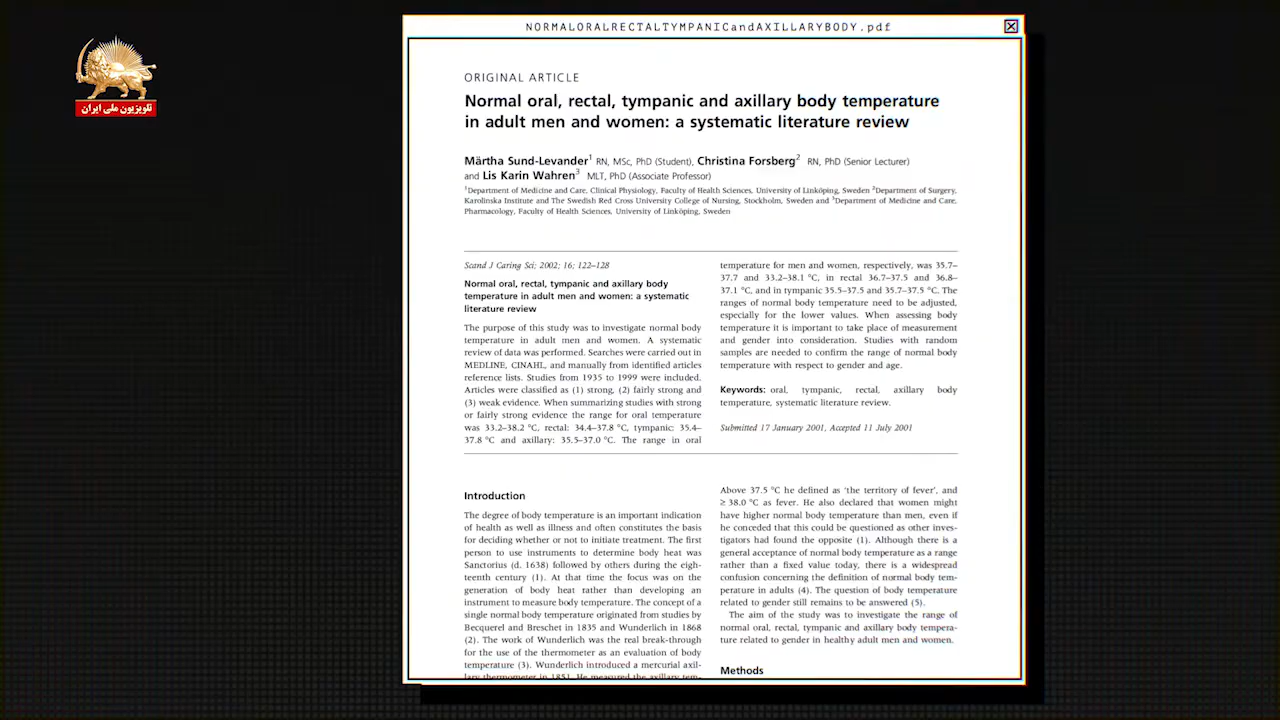 NORMALORALRECTALTYMPANICandAXILLARYBODY.pdf
تلویزیون ملی ایران
ORIGINAL ARTICLE
Normal oral, rectal, tympanic and axillary body temperature
in adult men and women: a systematic literature review
Märtha Sund-Levander1 RN, MSc, PhD (Student), Christina Forsberg2 RN, PhD (Senior Lecturer)
and Lis Karin Wahren3 MLT, PhD (Associate Professor)
1Department of Medicine and Care, Clinical Physiology, Faculty of Health Sciences, University of Linköping, Sweden 2Department of Surgery,
Karolinska Institute and The Swedish Red Cross University College of Nursing, Stockholm, Sweden and 3Department of Medicine and Care,
Pharmacology, Faculty of Health Sciences, University of Linköping, Sweden
Scand J Caring Sci; 2002; 16; 122–128
Normal oral, rectal, tympanic and axillary body
temperature in adult men and women: a systematic
literature review
The purpose of this study was to investigate normal body
temperature in adult men and women. A systematic
review of data was performed. Searches were carried out in
MEDLINE, CINAHL, and manually from identified articles
reference lists. Studies from 1935 to 1999 were included.
Articles were classified as (1) strong, (2) fairly strong and
(3) weak evidence. When summarizing studies with strong
or fairly strong evidence the range for oral temperature
was 33.2–38.2 °C, rectal: 34.4–37.8 °C, tympanic: 35.4–
37.8 °C and axillary: 35.5–37.0 °C. The range in oral
temperature for men and women, respectively, was 35.7–
37.7 and 33.2–38.1 °C, in rectal 36.7–37.5 and 36.8–
37.1 °C, and in tympanic 35.5–37.5 and 35.7–37.5 °C. The
ranges of normal body temperature need to be adjusted,
especially for the lower values. When assessing body
temperature it is important to take place of measurement
and gender into consideration. Studies with random
samples are needed to confirm the range of normal body
temperature with respect to gender and age.
Keywords: oral, tympanic, rectal, axillary body
temperature, systematic literature review.
Submitted 17 January 2001, Accepted 11 July 2001
Introduction
The degree of body temperature is an important indication
of health as well as illness and often constitutes the basis
for deciding whether or not to initiate treatment. The first
person to use instruments to determine body heat was
Sanctorius (d. 1638) followed by others during the eigh-
teenth century (1). At that time the focus was on the
generation of body heat rather than developing an
instrument to measure body temperature. The concept of a
single normal body temperature originated from studies by
Becquerel and Breschet in 1835 and Wunderlich in 1868
(2). The work of Wunderlich was the real break-through
for the use of the thermometer as an evaluation of body
temperature (3). Wunderlich introduced a mercurial axil-
lary thermometer in 1851. He measured the axillary tem-
Above 37.5 °C he defined as ‘the territory of fever’, and
≥ 38.0 °C as fever. He also declared that women might
have higher normal body temperature than men, even if
he conceded that this could be questioned as other inves-
tigators had found the opposite (1). Although there is a
general acceptance of normal body temperature as a range
rather than a fixed value today, there is a widespread
confusion concerning the definition of normal body tem-
perature in adults (4). The question of body temperature
related to gender still remains to be answered (5).
The aim of the study was to investigate the range of
normal oral, rectal, tympanic and axillary body tempera-
ture related to gender in healthy adult men and women.
Methods